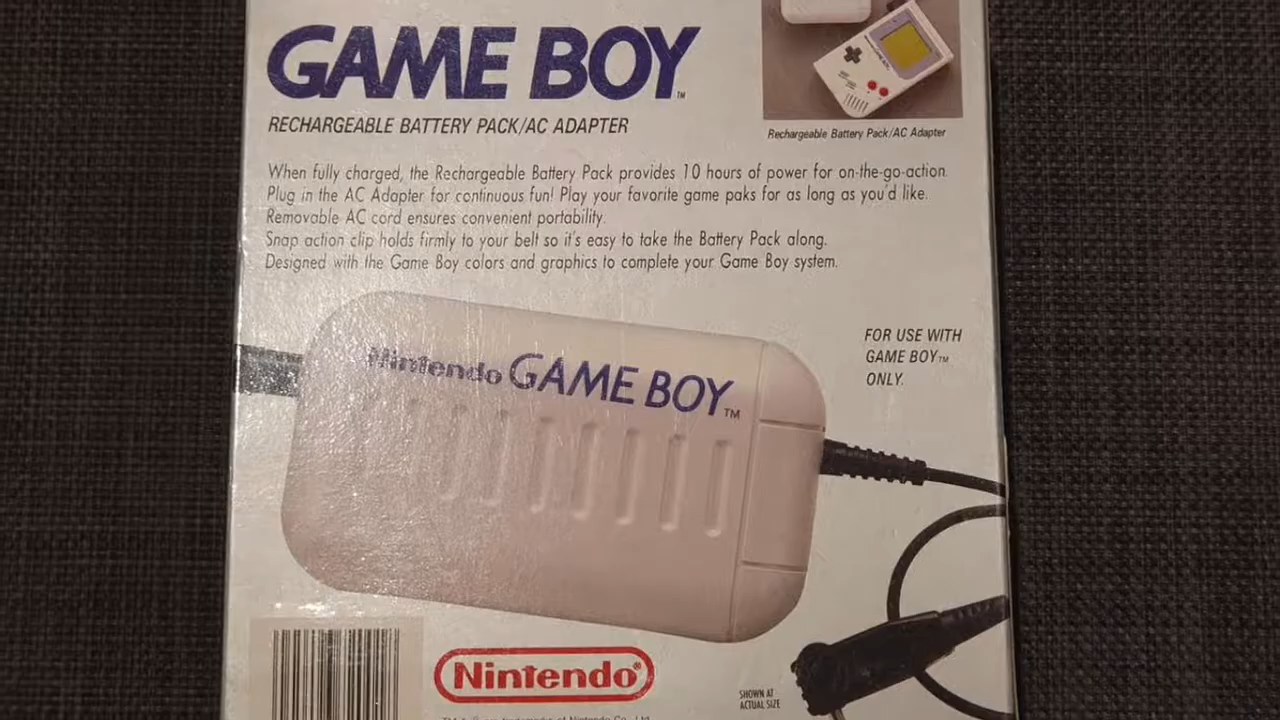 GAME BOY™
RECHARGEABLE BATTERY PACK/AC ADAPTER
Rechargeable Battery Pack/AC Adapter
When fully charged, the Rechargeable Battery Pack provides 10 hours of power for on-the-go-action.
Plug in the AC Adapter for continuous fun! Play your favorite game paks for as long as you'd like.
Removable AC cord ensures convenient portability.
Snap action clip holds firmly to your belt so it's easy to take the Battery Pack along.
Designed with the Game Boy colors and graphics to complete your Game Boy system.
FOR USE WITH
GAME BOY™
ONLY.
Nintendo GAME BOY™
Nintendo®
SHOWN AT
ACTUAL SIZE